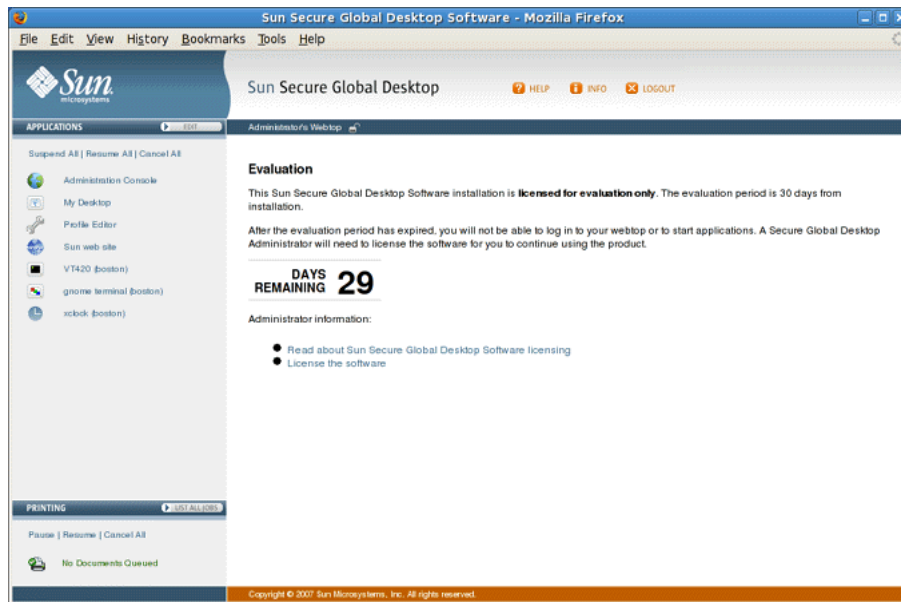 Sun Secure Global Desktop Software - Mozilla Firefox
File Edit View History Bookmarks Tools Help
Sun
microsystems
Sun Secure Global Desktop
HELP
INFO
LOGOUT
APPLICATIONS
EDIT
Administrator's Webtop
Suspend All | Resume All | Cancel All
Administration Console
My Desktop
Profile Editor
Sun web site
VT420 (boston)
gnome terminal (boston)
xclock (boston)
Evaluation
This Sun Secure Global Desktop Software installation is licensed for evaluation only. The evaluation period is 30 days from
installation.
After the evaluation period has expired, you will not be able to log in to your webtop or to start applications. A Secure Global Desktop
Administrator will need to license the software for you to continue using the product.
DAYS
REMAINING 29
Administrator information:
Read about Sun Secure Global Desktop Software licensing
License the software
PRINTING
LIST ALL JOBS
Pause | Resume | Cancel All
No Documents Queued
Copyright © 2007 Sun Microsystems, Inc. All rights reserved.